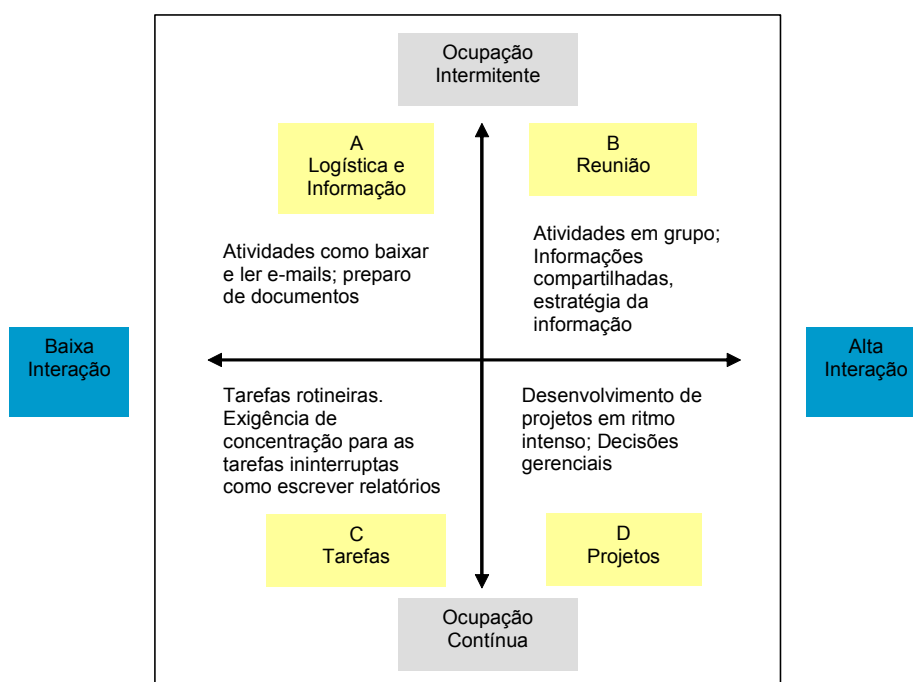 Ocupação
Intermitente
A
Logística e
Informação
B
Reunião
Atividades como baixar
e ler e-mails; preparo
de documentos
Atividades em grupo;
Informações
compartilhadas,
estratégia da
informação
Baixa
Interação
Alta
Interação
Tarefas rotineiras.
Exigência de
concentração para as
tarefas ininterruptas
como escrever relatórios
Desenvolvimento de
projetos em ritmo
intenso; Decisões
gerenciais
C
Tarefas
D
Projetos
Ocupação
Contínua